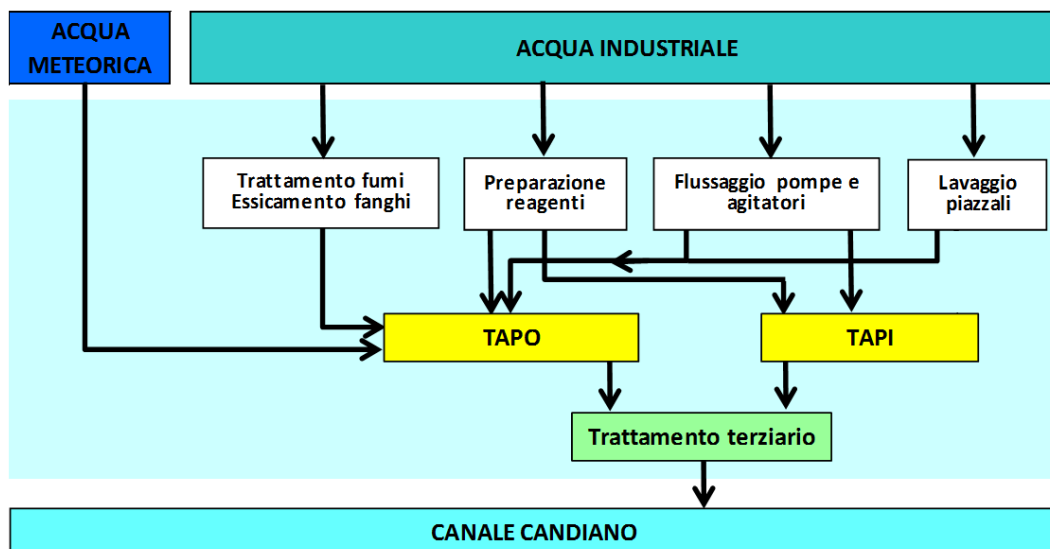 ACQUA
METEORICA
ACQUA INDUSTRIALE
Trattamento fumi
Essicamento fanghi
Preparazione
reagenti
Flussaggio pompe e
agitatori
Lavaggio
piazzali
TAPO
TAPI
Trattamento terziario
CANALE CANDIANO